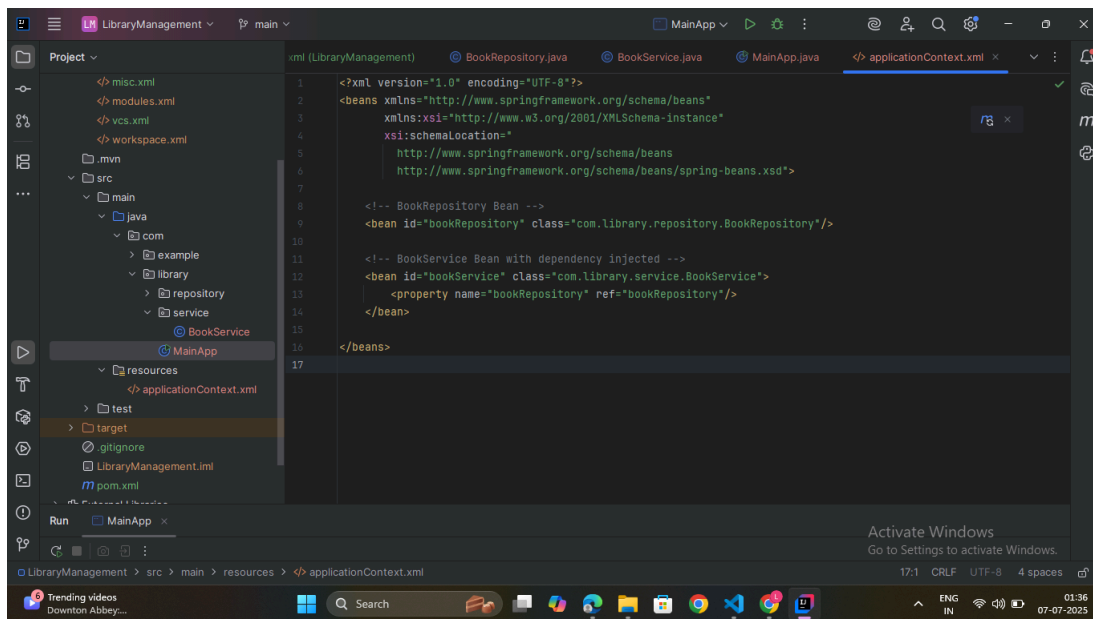 LM LibraryManagement main MainApp
Project
xml (LibraryManagement) BookRepository.java BookService.java MainApp.java </> applicationContext.xml
</> misc.xml
</> modules.xml
</> vcs.xml
</> workspace.xml
.mvn
src
main
java
com
example
library
repository
service
BookService
MainApp
resources
</> applicationContext.xml
test
target
.gitignore
LibraryManagement.iml
m pom.xml
1 <?xml version="1.0" encoding="UTF-8"?>
2 <beans xmlns="http://www.springframework.org/schema/beans"
3 xmlns:xsi="http://www.w3.org/2001/XMLSchema-instance"
4 xsi:schemaLocation="
5 http://www.springframework.org/schema/beans
6 http://www.springframework.org/schema/beans/spring-beans.xsd">
7
8 <!-- BookRepository Bean -->
9 <bean id="bookRepository" class="com.library.repository.BookRepository"/>
10
11 <!-- BookService Bean with dependency injected -->
12 <bean id="bookService" class="com.library.service.BookService">
13 <property name="bookRepository" ref="bookRepository"/>
14 </bean>
15
16 </beans>
17
Run MainApp
Activate Windows
Go to Settings to activate Windows.
LibraryManagement > src > main > resources > </> applicationContext.xml 17:1 CRLF UTF-8 4 spaces
6 Trending videos
Downton Abbey:...
Search
ENG
IN
01:36
07-07-2025